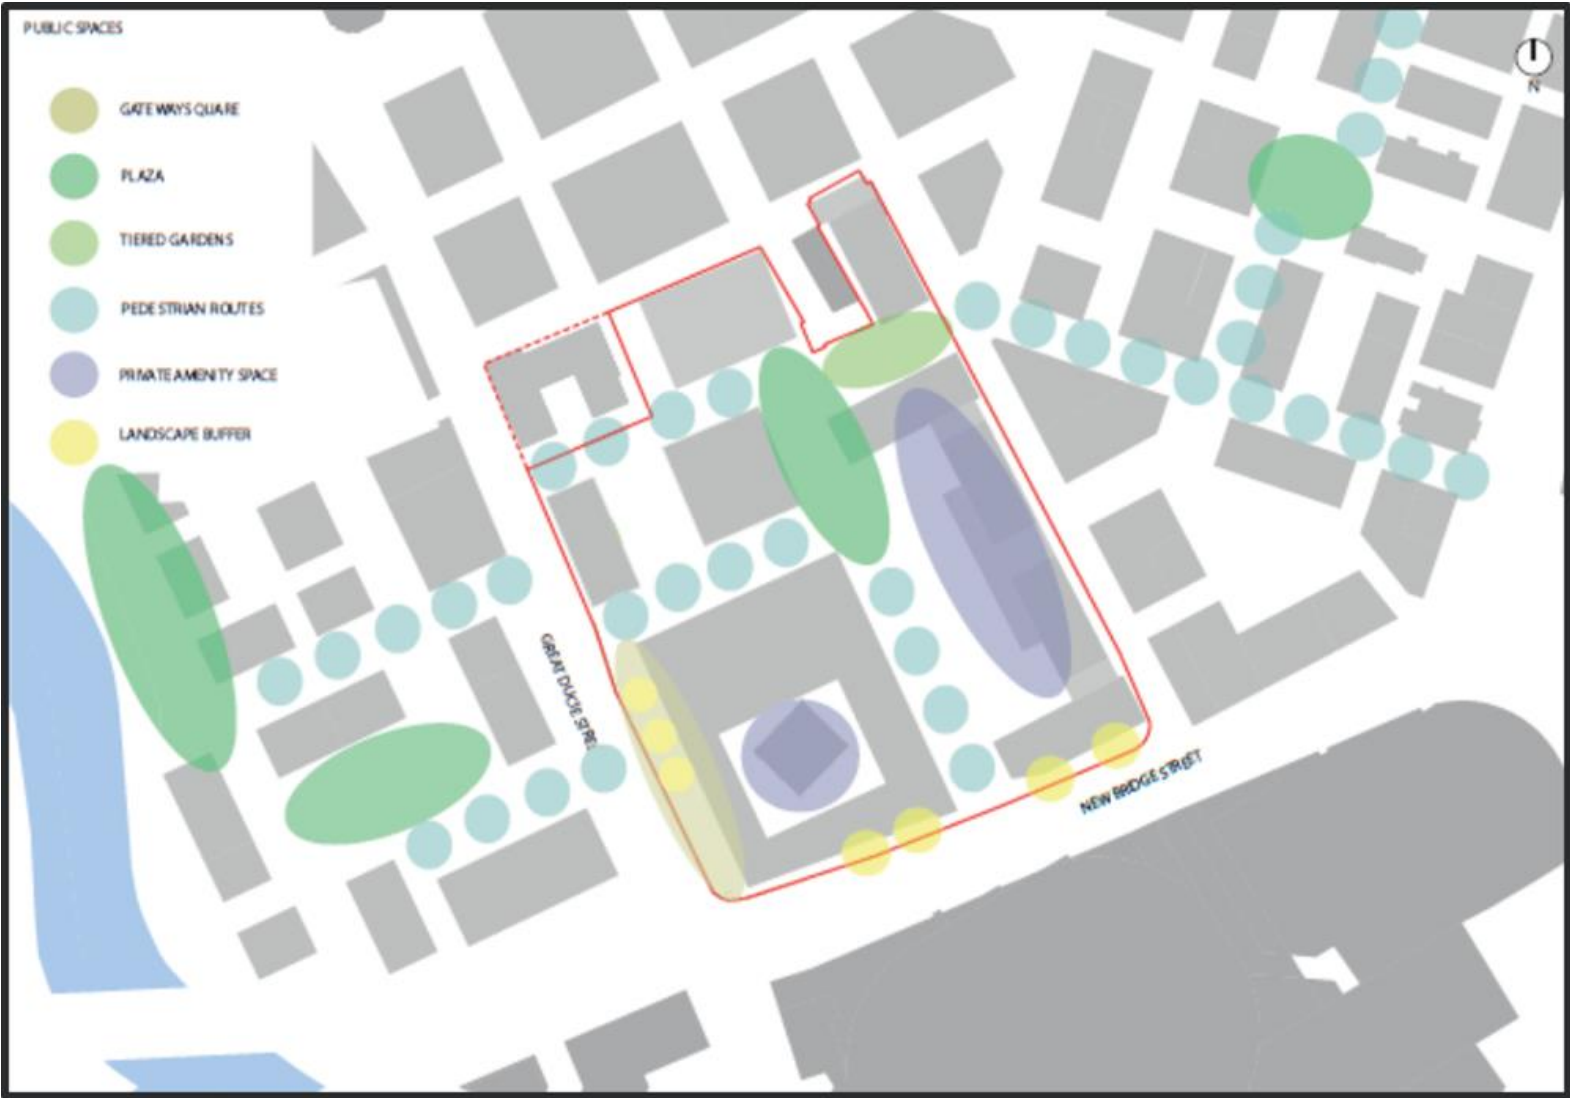 PUBLIC SPACES
GATEWAY SQUARE
PLAZA
TIERED GARDENS
PEDESTRIAN ROUTES
PRIVATE AMENITY SPACE
LANDSCAPE BUFFER
N
GREAT DUCIE STREE
NEW BRIDGE STREET